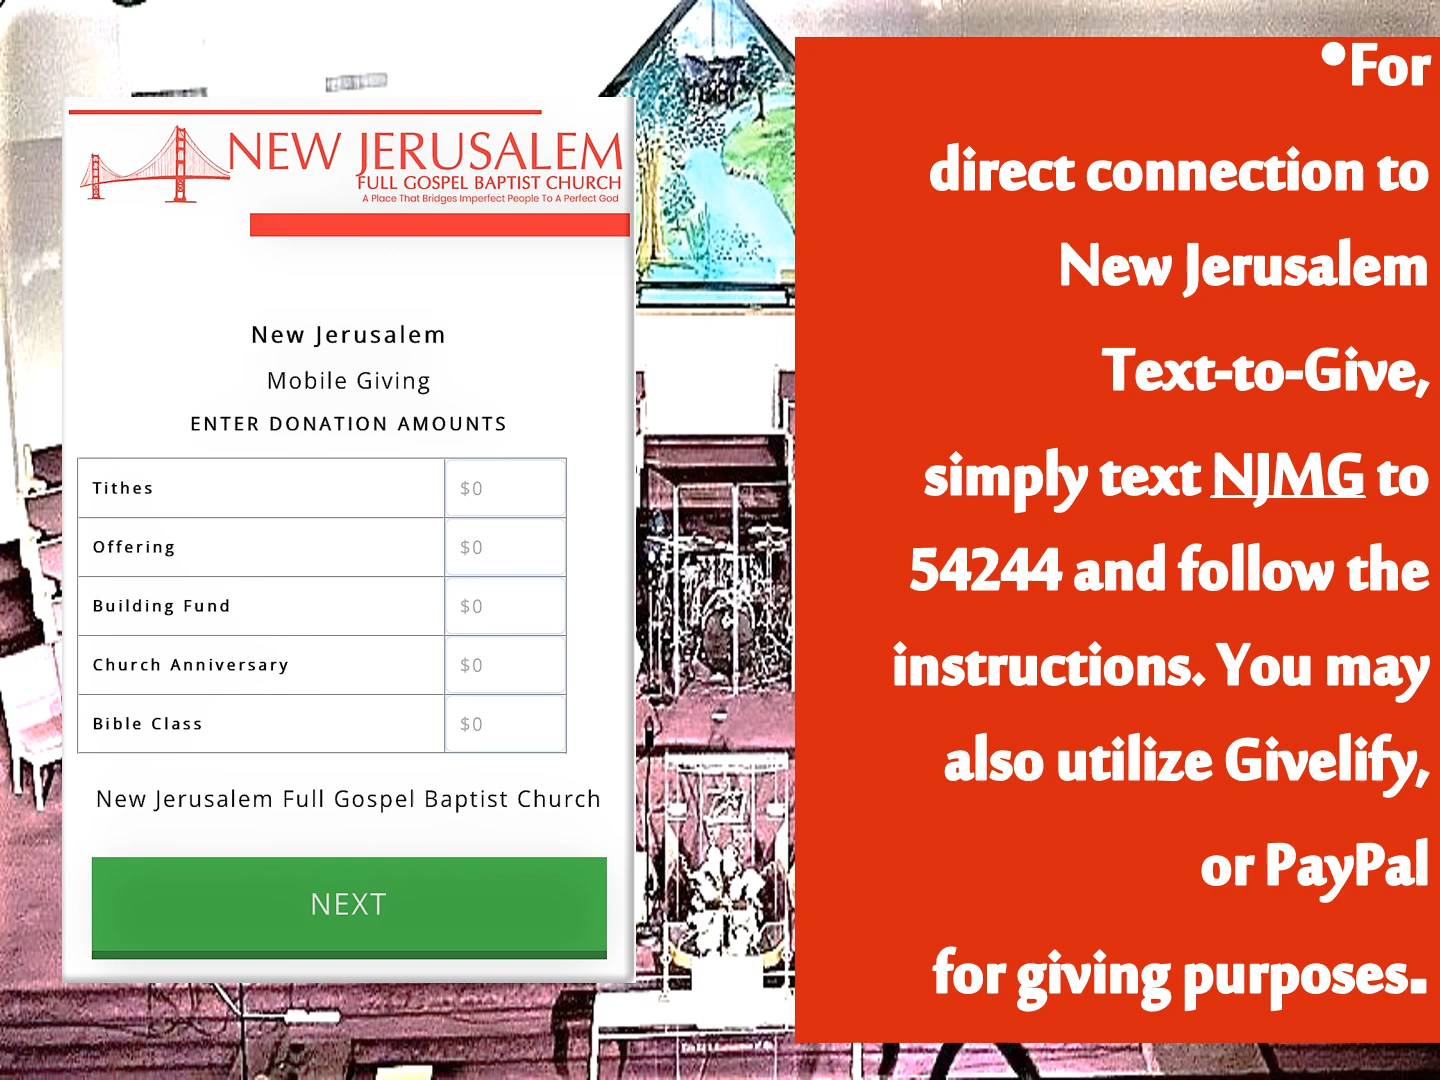 NEW JERUSALEM
FULL GOSPEL BAPTIST CHURCH
A Place That Bridges Imperfect People To A Perfect God
New Jerusalem
Mobile Giving
ENTER DONATION AMOUNTS
Tithes $0
Offering $0
Building Fund $0
Church Anniversary $0
Bible Class $0
New Jerusalem Full Gospel Baptist Church
NEXT
•For
direct connection to
New Jerusalem
Text-to-Give,
simply text NJMG to
54244 and follow the
instructions. You may
also utilize Givelify,
or PayPal
for giving purposes.